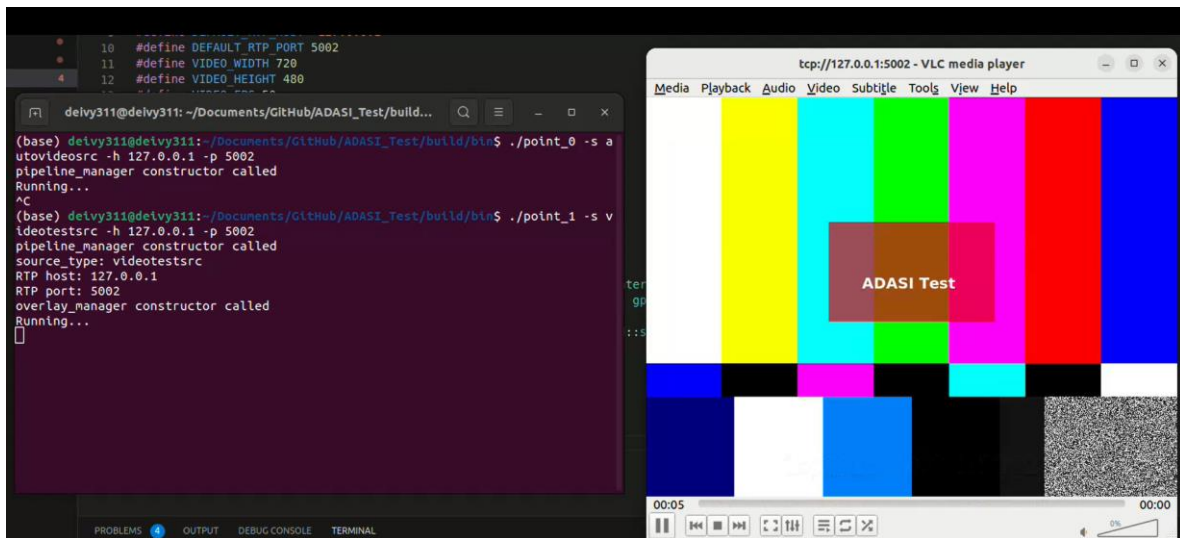 10 #define DEFAULT_RTP_PORT 5002
11 #define VIDEO_WIDTH 720
12 #define VIDEO_HEIGHT 480
4
deivy311@deivy311: ~/Documents/GitHub/ADASI_Test/build...
(base) deivy311@deivy311:~/Documents/GitHub/ADASI_Test/build/bin$ ./point_0 -s a
utovideosrc -h 127.0.0.1 -p 5002
pipeline_manager constructor called
Running...
^C
(base) deivy311@deivy311:~/Documents/GitHub/ADASI_Test/build/bin$ ./point_1 -s v
ideotestsrc -h 127.0.0.1 -p 5002
pipeline_manager constructor called
source_type: videotestsrc
RTP host: 127.0.0.1
RTP port: 5002
overlay_manager constructor called
Running...
ter
gp
::s
PROBLEMS 4 OUTPUT DEBUG CONSOLE TERMINAL
tcp://127.0.0.1:5002 - VLC media player
Media Playback Audio Video Subtitle Tools View Help
ADASI Test
00:05 00:00
0%